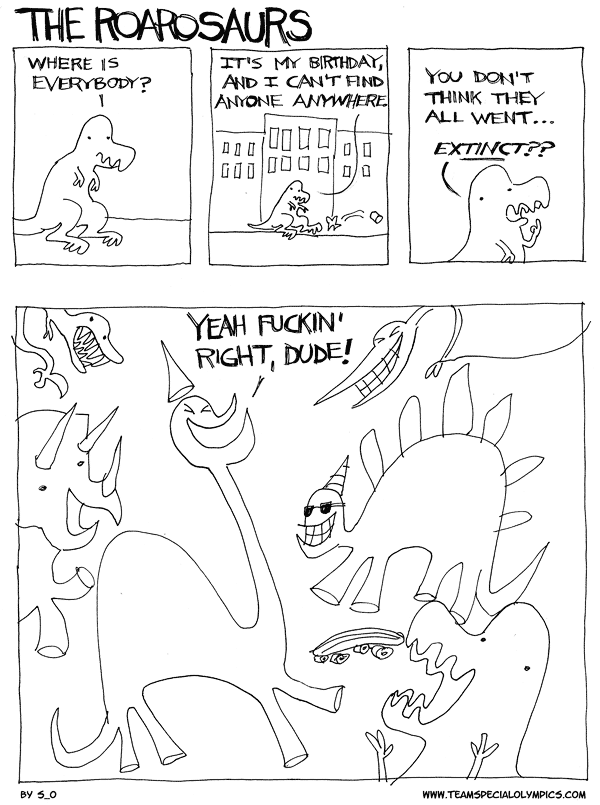 THE ROAROSAURS
WHERE IS
EVERYBODY?
IT'S MY BIRTHDAY,
AND I CAN'T FIND
ANYONE ANYWHERE.
YOU DON'T
THINK THEY
ALL WENT...
EXTINCT??
YEAH FUCKIN'
RIGHT, DUDE!
BY S_O
WWW.TEAMSPECIALOLYMPICS.COM